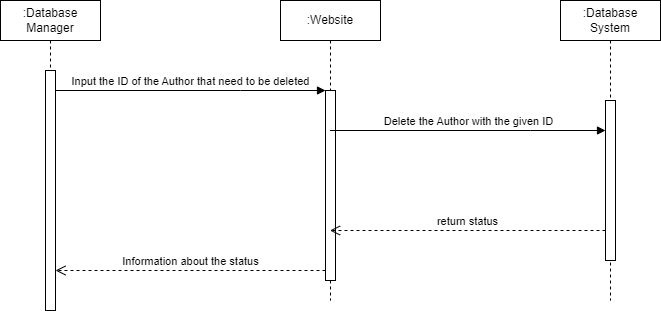 :Database
Manager
:Website
:Database
System
Input the ID of the Author that need to be deleted
Delete the Author with the given ID
return status
Information about the status